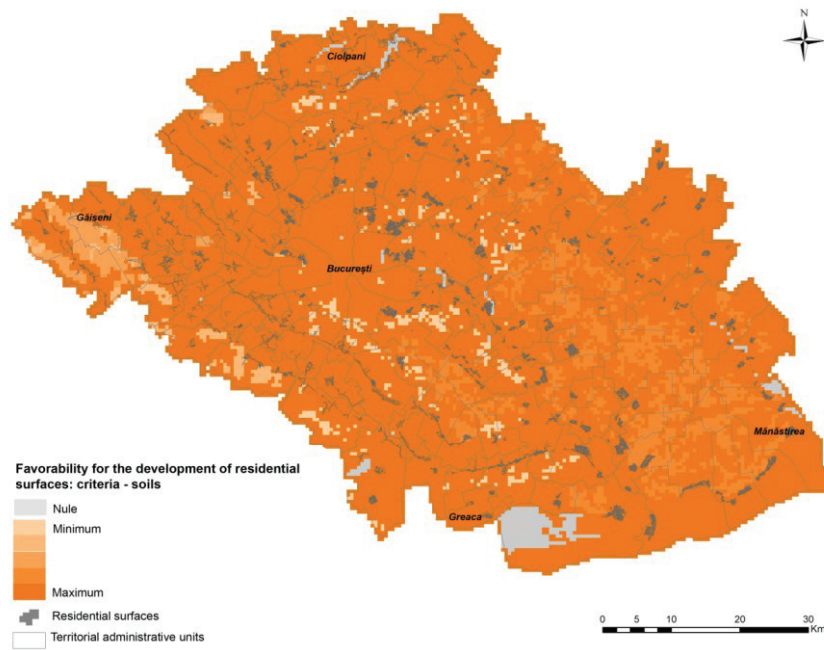 N
Ciolpani
Găiseni
București
Mănăstirea
Greaca
Favorability for the development of residential
surfaces: criteria - soils
Nule
Minimum
Maximum
Residential surfaces
Territorial administrative units
0 5 10 20 30
Km